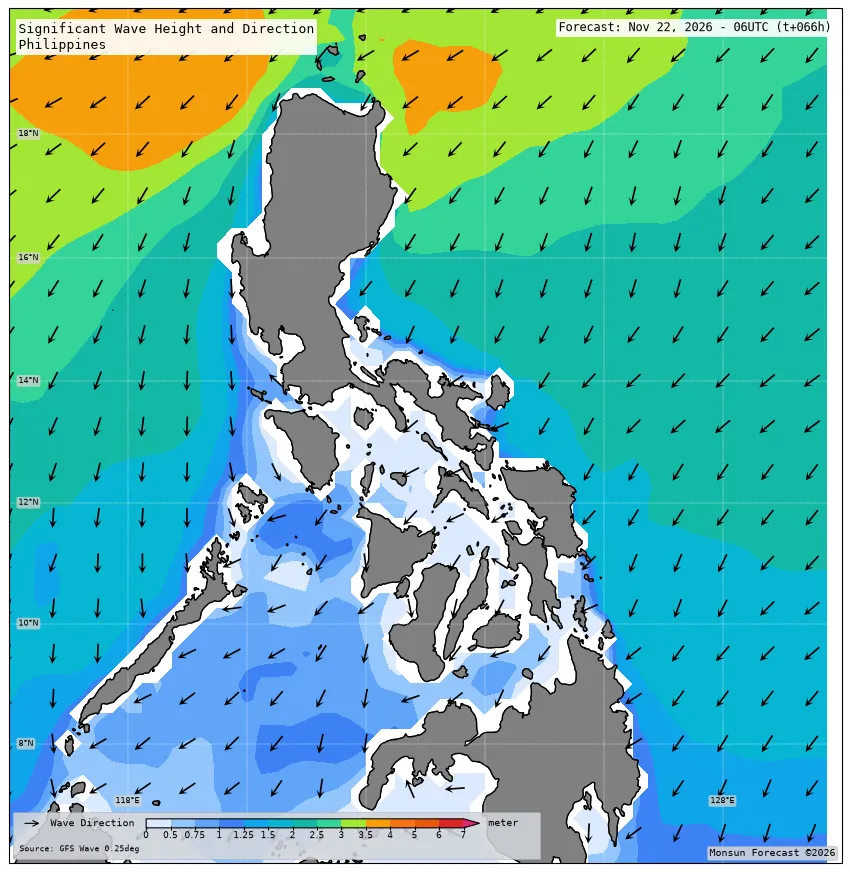 Significant Wave Height and Direction
Philippines
Forecast: Nov 22, 2026 - 06UTC (t+066h)
18°N
16°N
14°N
12°N
10°N
8°N
118°E
128°E
Wave Direction
0 0.5 0.75 1 1.25 1.5 2 2.5 3 3.5 4 5 6 7
meter
Source: GFS Wave 0.25deg
Monsun Forecast ©2026